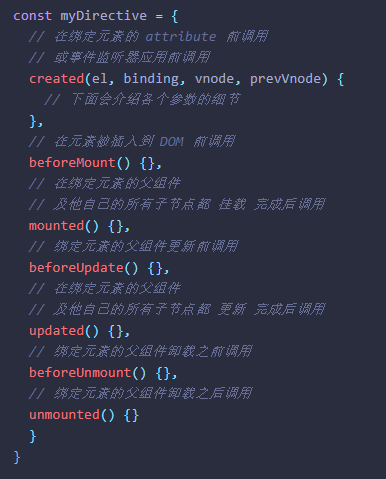 const myDirective = {
  // 在绑定元素的 attribute 前调用
  // 或事件监听器应用前调用
  created(el, binding, vnode, prevVnode) {
    // 下面会介绍各个参数的细节
  },
  // 在元素被插入到 DOM 前调用
  beforeMount() {},
  // 在绑定元素的父组件
  // 及他自己的所有子节点都 挂载 完成后调用
  mounted() {},
  // 绑定元素的父组件更新前调用
  beforeUpdate() {},
  // 在绑定元素的父组件
  // 及他自己的所有子节点都 更新 完成后调用
  updated() {},
  // 绑定元素的父组件卸载之前调用
  beforeUnmount() {},
  // 绑定元素的父组件卸载之后调用
  unmounted() {}
  }
}